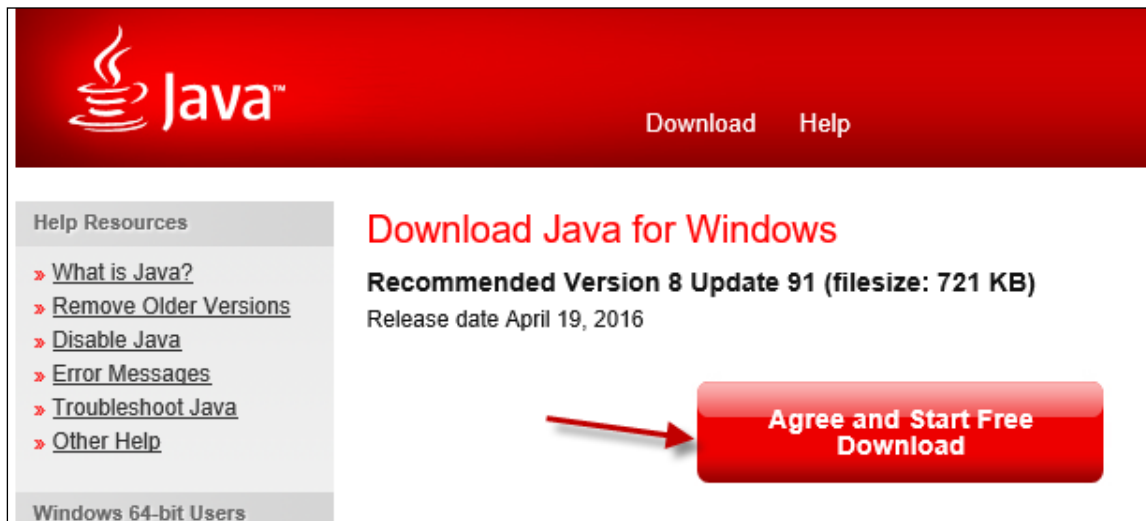 Java™
Download Help
Help Resources
» What is Java?
» Remove Older Versions
» Disable Java
» Error Messages
» Troubleshoot Java
» Other Help
Windows 64-bit Users
Download Java for Windows
Recommended Version 8 Update 91 (filesize: 721 KB)
Release date April 19, 2016
Agree and Start Free
Download